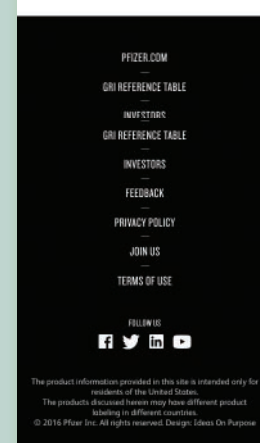 PFIZER.COM
GRI REFERENCE TABLE
INVESTORS
GRI REFERENCE TABLE
INVESTORS
FEEDBACK
PRIVACY POLICY
JOIN US
TERMS OF USE
FOLLOW US
The product information provided in this site is intended only for
residents of the United States.
The products discussed herein may have different product
labeling in different countries.
© 2016 Pfizer Inc. All rights reserved. Design: Ideas On Purpose